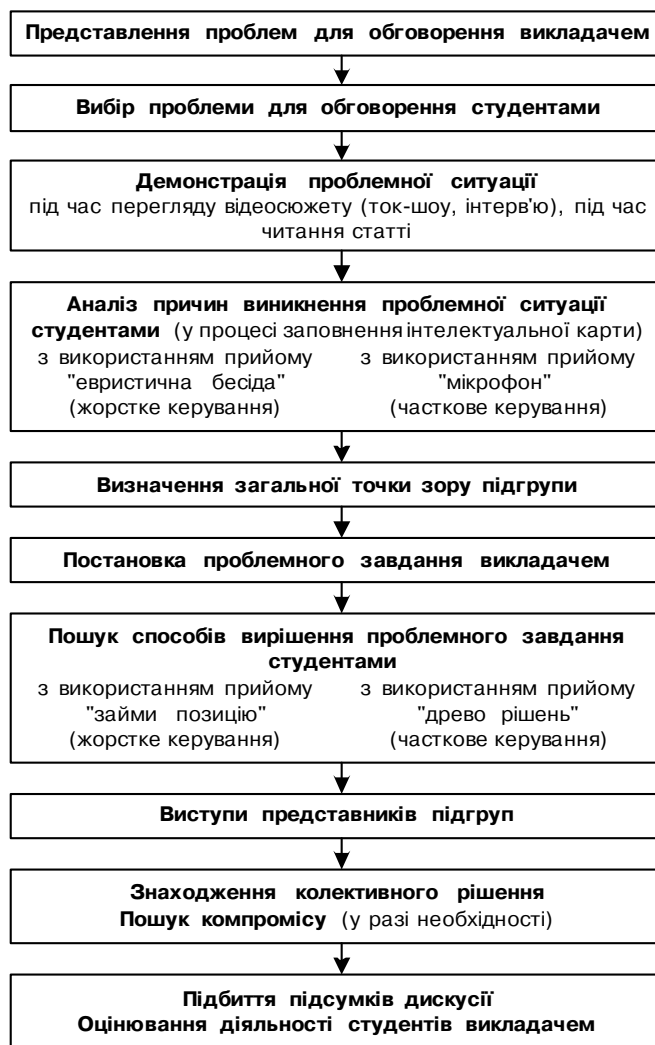 Представлення проблем для обговорення викладачем
Вибір проблеми для обговорення студентами
Демонстрація проблемної ситуації
під час перегляду відеосюжету (ток-шоу, інтерв'ю), під час
читання статті
Аналіз причин виникнення проблемної ситуації
студентами (у процесі заповнення інтелектуальної карти)
з використанням прийому
"евристична бесіда"
(жорстке керування)
з використанням прийому
"мікрофон"
(часткове керування)
Визначення загальної точки зору підгрупи
Постановка проблемного завдання викладачем
Пошук способів вирішення проблемного завдання
студентами
з використанням прийому
"займи позицію"
(жорстке керування)
з використанням прийому
"древо рішень"
(часткове керування)
Виступи представників підгруп
Знаходження колективного рішення
Пошук компромісу (у разі необхідності)
Підбиття підсумків дискусії
Оцінювання діяльності студентів викладачем